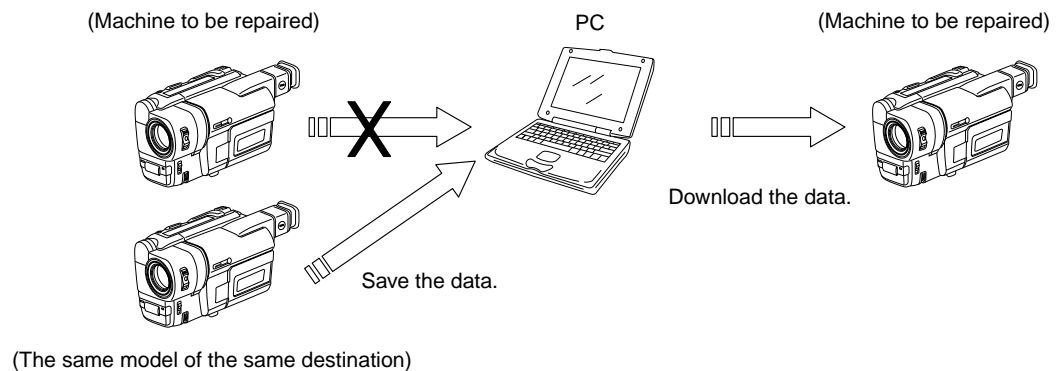 (Machine to be repaired)
PC
(Machine to be repaired)
X
Download the data.
Save the data.
(The same model of the same destination)